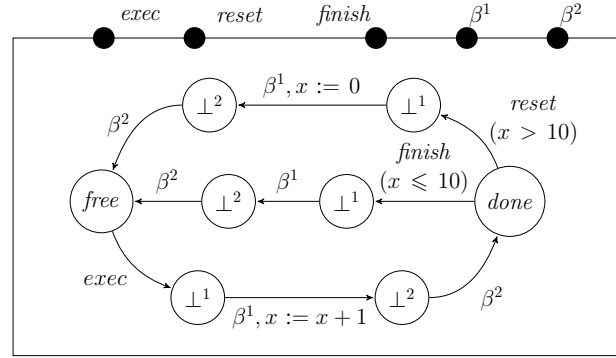 exec reset finish β¹ β²
β¹, x := 0
⊥² ⊥¹
β² reset
(x > 10)
finish
(x ⩽ 10)
β² β¹
free ⊥² ⊥¹ done
exec
⊥¹ ⊥²
β¹, x := x + 1 β²